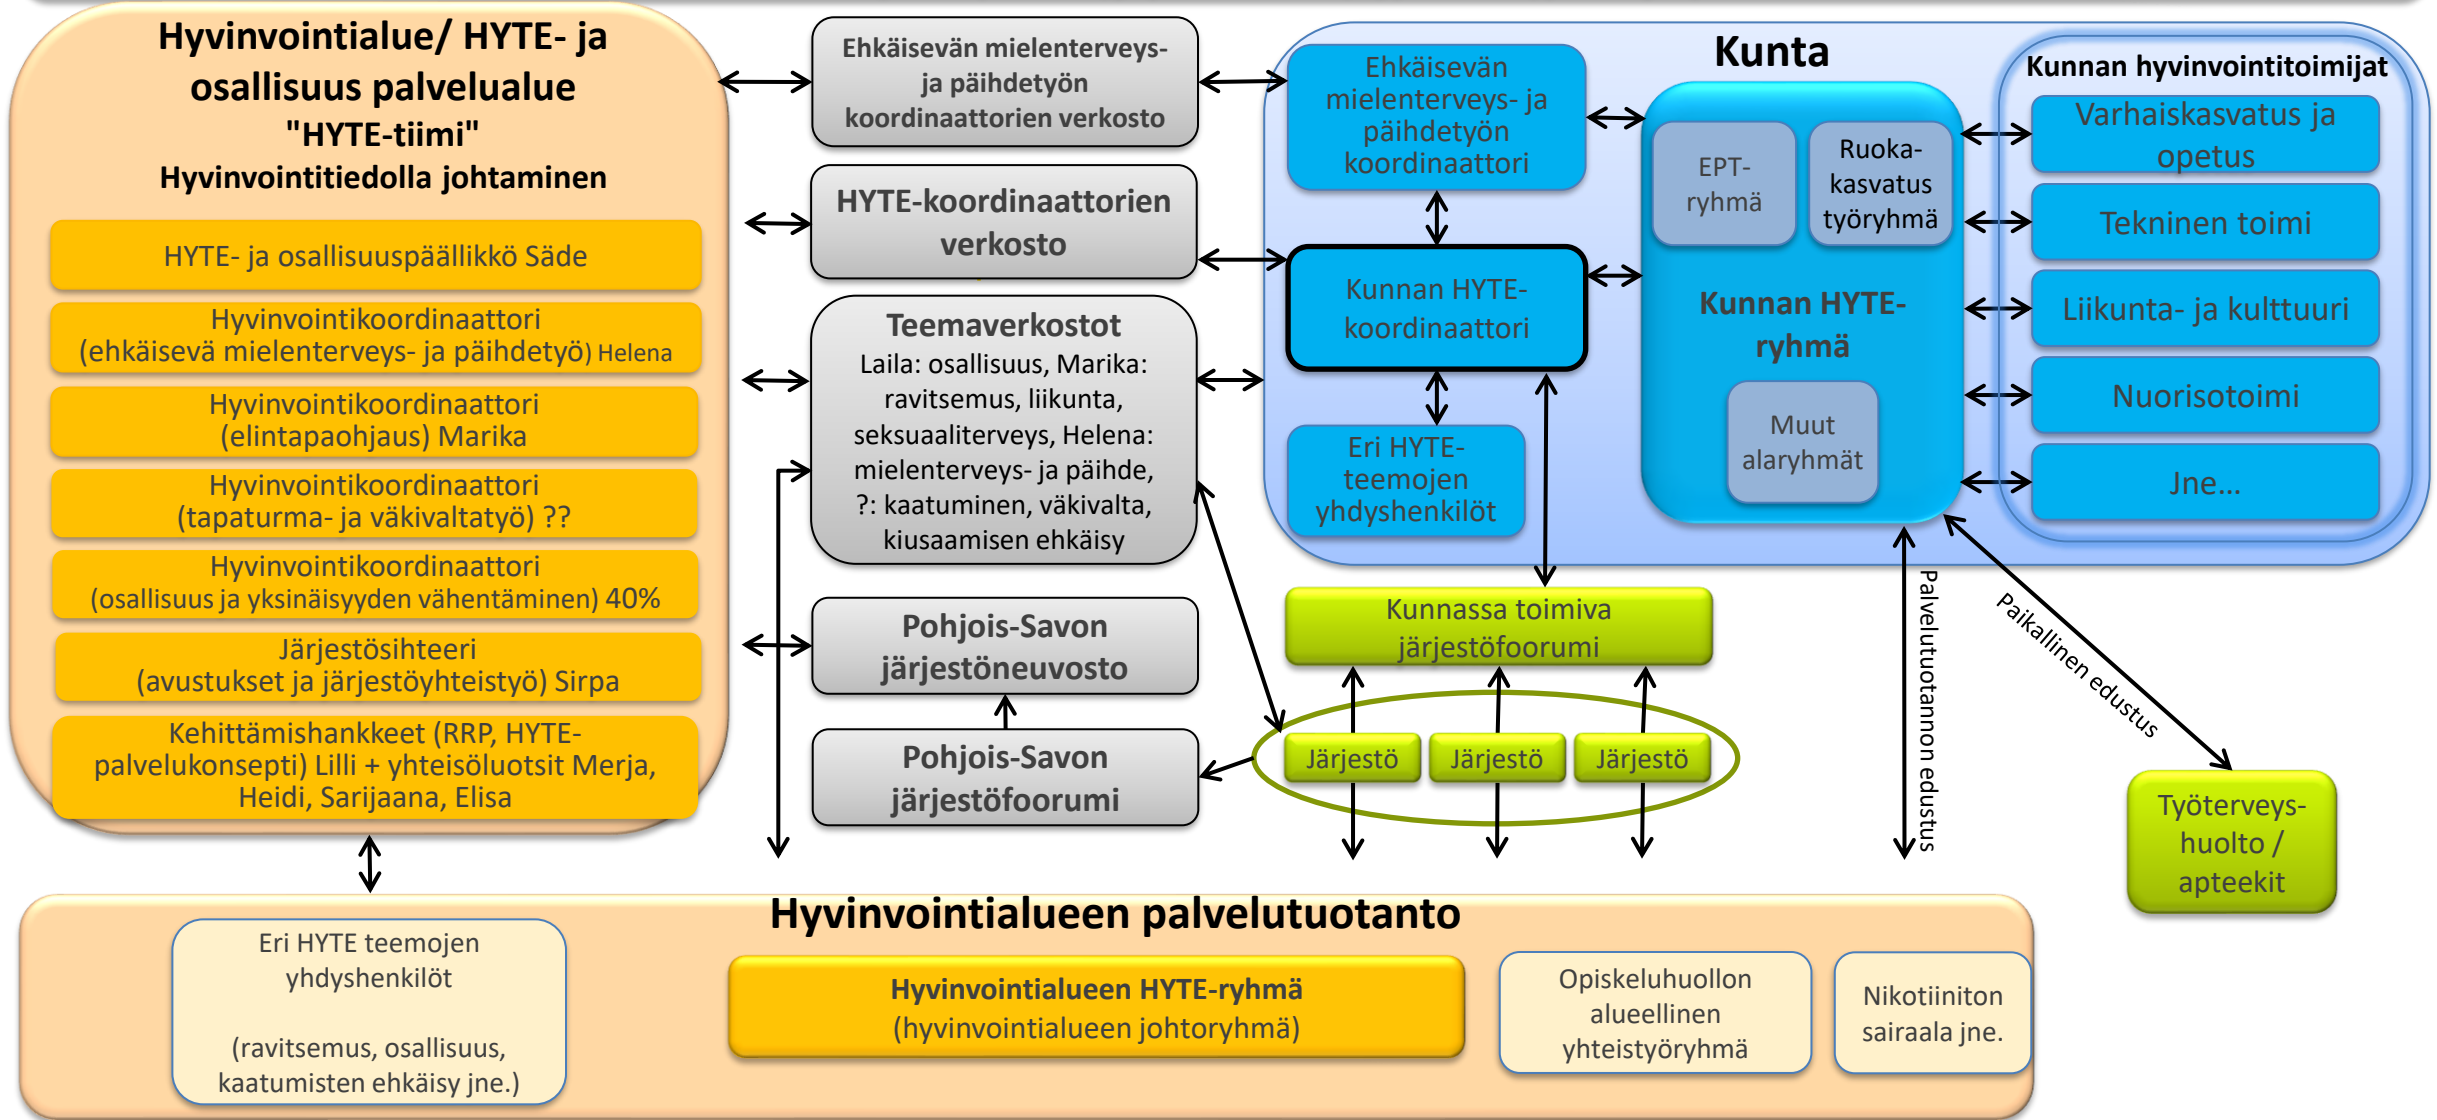 Hyvinvointialue/ HYTE- ja
osallisuus palvelualue
"HYTE-tiimi"
Hyvinvointitiedolla johtaminen
HYTE- ja osallisuuspäällikkö Säde
Hyvinvointikoordinaattori
(ehkäisevä mielenterveys- ja päihdetyö) Helena
Hyvinvointikoordinaattori
(elintapaohjaus) Marika
Hyvinvointikoordinaattori
(tapaturma- ja väkivaltatyö) ??
Hyvinvointikoordinaattori
(osallisuus ja yksinäisyyden vähentäminen) 40%
Järjestösihteeri
(avustukset ja järjestöyhteistyö) Sirpa
Kehittämishankkeet (RRP, HYTE-
palvelukonsepti) Lilli + yhteisöluotsit Merja,
Heidi, Sarijaana, Elisa
Ehkäisevän mielenterveys-
ja päihdetyön
koordinaattorien verkosto
HYTE-koordinaattorien
verkosto
Teemaverkostot
Laila: osallisuus, Marika:
ravitsemus, liikunta,
seksuaaliterveys, Helena:
mielenterveys- ja päihde,
?: kaatuminen, väkivalta,
kiusaamisen ehkäisy
Pohjois-Savon
järjestöneuvosto
Pohjois-Savon
järjestöfoorumi
Kunta
Ehkäisevän
mielenterveys- ja
päihdetyön
koordinaattori
Kunnan HYTE-
koordinaattori
Eri HYTE-
teemojen
yhdyshenkilöt
EPT-
ryhmä
Ruoka-
kasvatus
työryhmä
Kunnan HYTE-
ryhmä
Muut
alaryhmät
Kunnan hyvinvointitoimijat
Varhaiskasvatus ja
opetus
Tekninen toimi
Liikunta- ja kulttuuri
Nuorisotoimi
Jne...
Kunnassa toimiva
järjestöfoorumi
Järjestö
Järjestö
Järjestö
Palvelutuotannon edustus
Paikallinen edustus
Työterveys-
huolto /
apteekit
Hyvinvointialueen palvelutuotanto
Eri HYTE teemojen
yhdyshenkilöt
(ravitsemus, osallisuus,
kaatumisten ehkäisy jne.)
Hyvinvointialueen HYTE-ryhmä
(hyvinvointialueen johtoryhmä)
Opiskeluhuollon
alueellinen
yhteistyöryhmä
Nikotiiniton
sairaala jne.